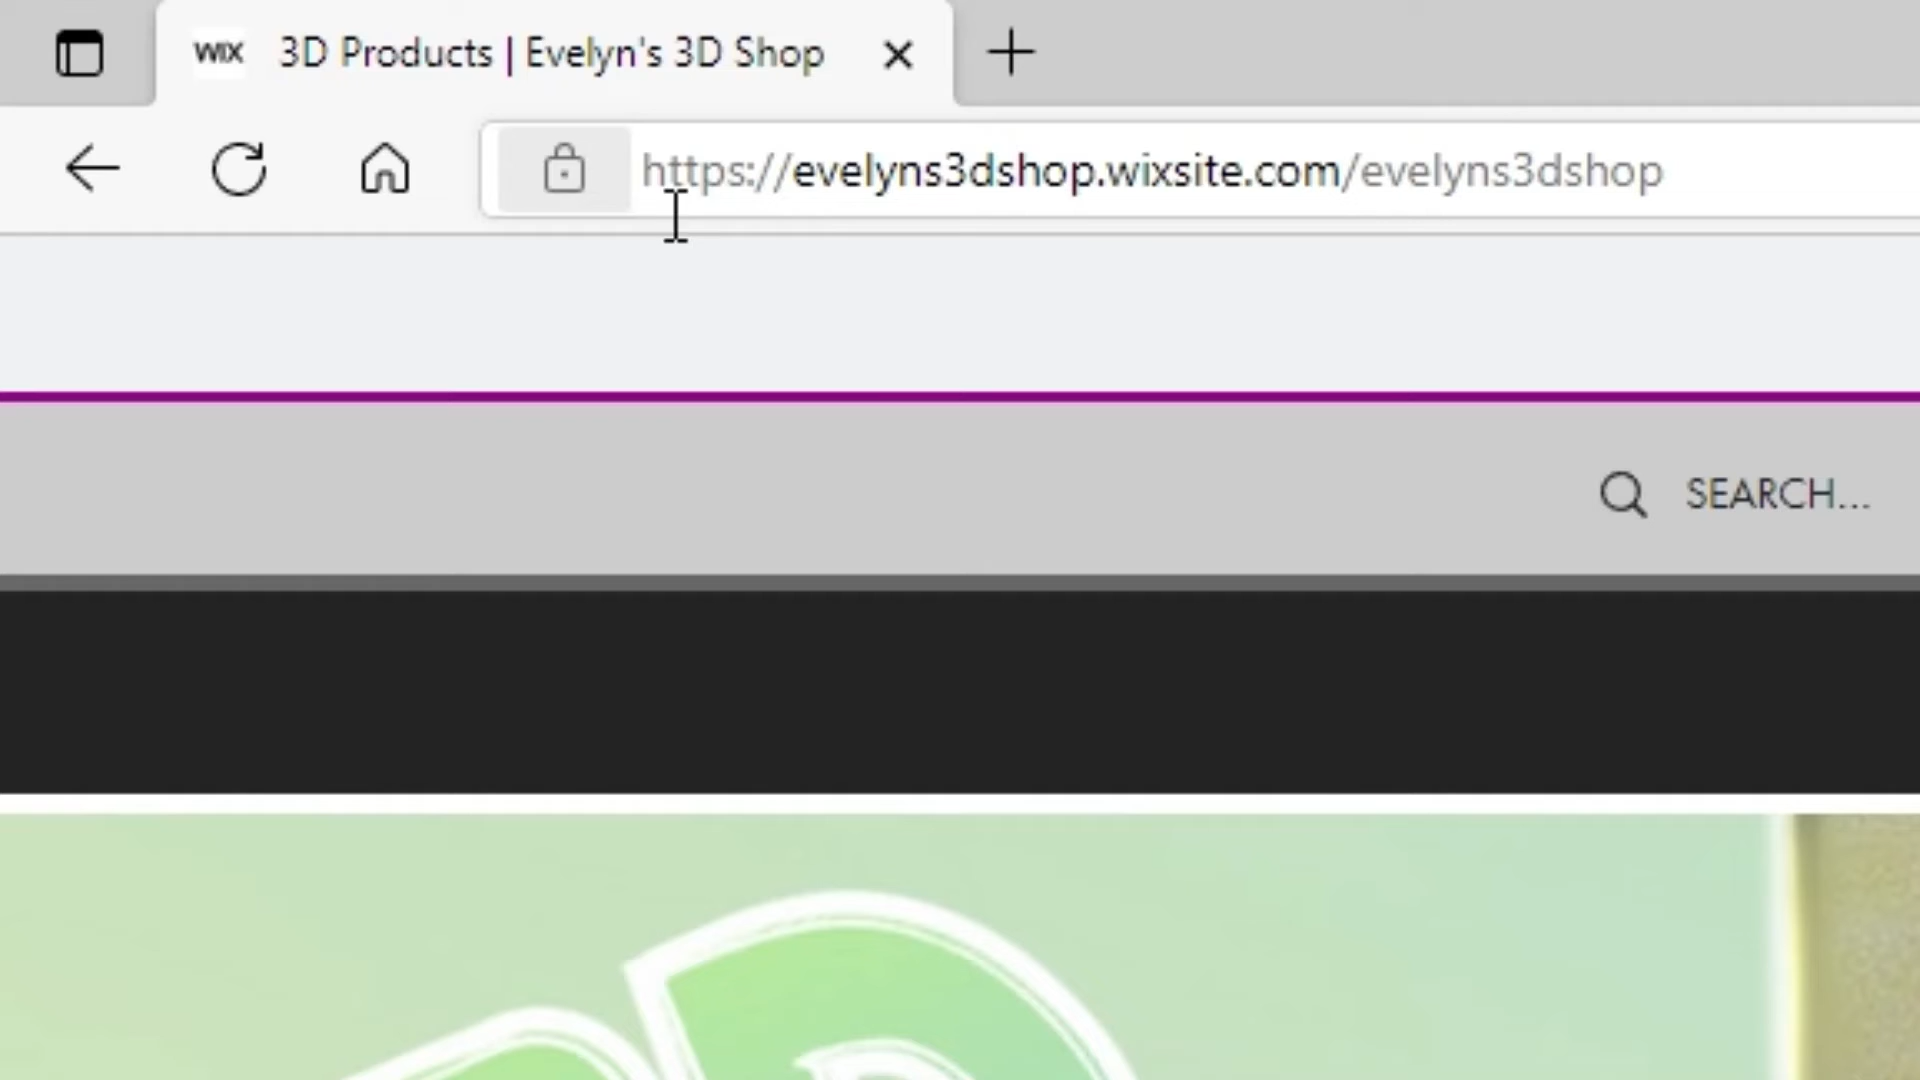 WIX 3D Products | Evelyn's 3D Shop
https://evelyns3dshop.wixsite.com/evelyns3dshop
SEARCH...